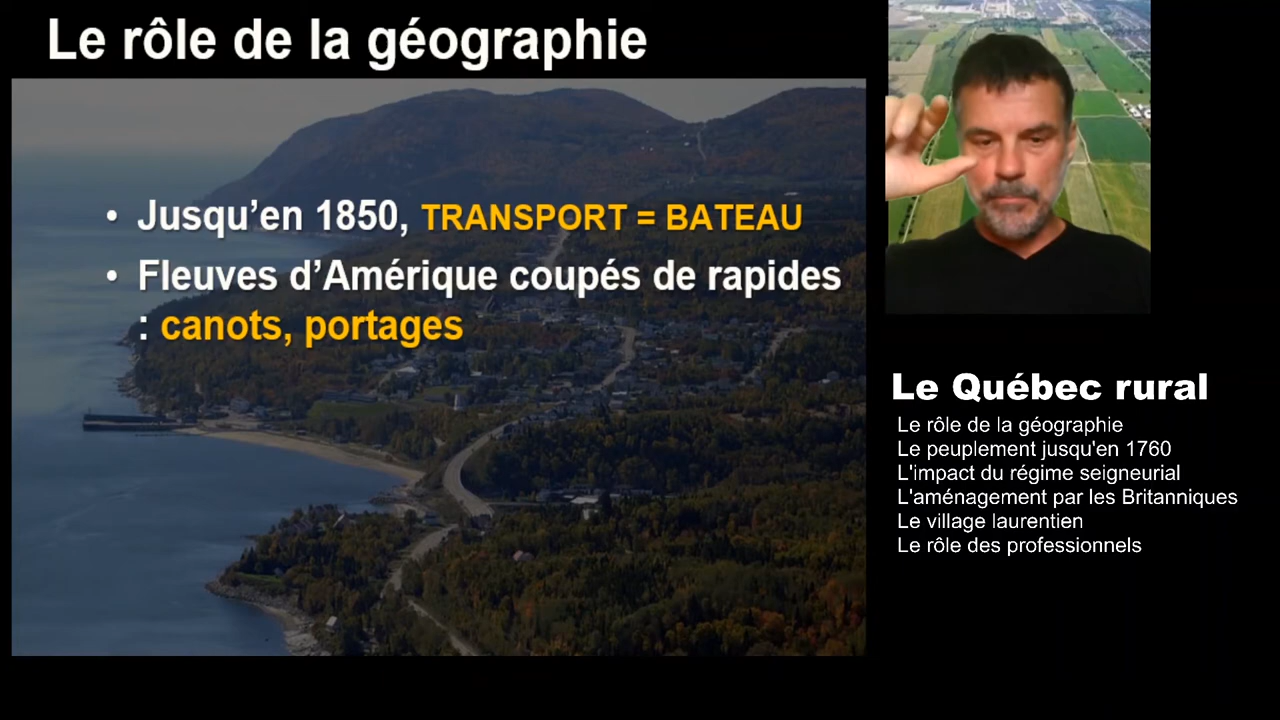 Le rôle de la géographie
• Jusqu’en 1850, TRANSPORT = BATEAU
• Fleuves d’Amérique coupés de rapides
: canots, portages
Le Québec rural
Le rôle de la géographie
Le peuplement jusqu'en 1760
L'impact du régime seigneurial
L'aménagement par les Britanniques
Le village laurentien
Le rôle des professionnels